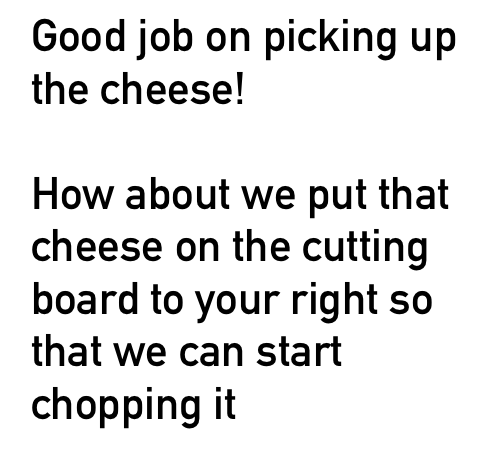 Good job on picking up
the cheese!
How about we put that
cheese on the cutting
board to your right so
that we can start
chopping it